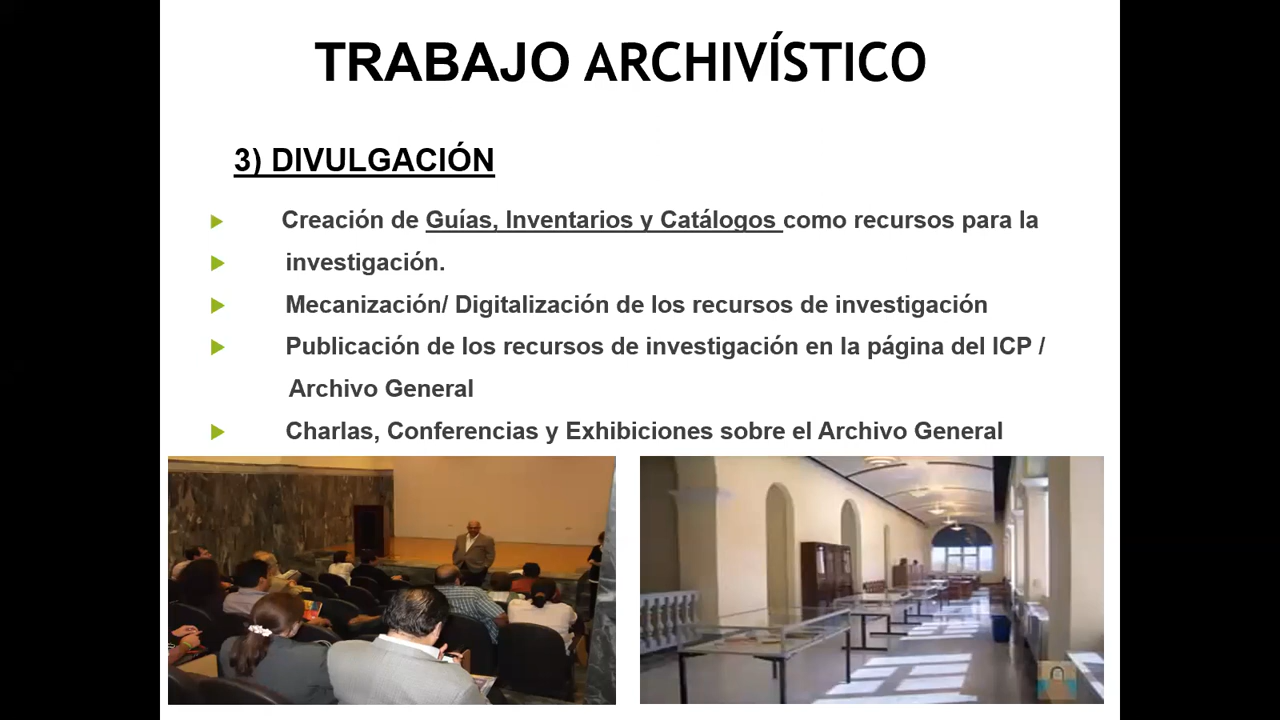 TRABAJO ARCHIVÍSTICO
3) DIVULGACIÓN
Creación de Guías, Inventarios y Catálogos como recursos para la
investigación.
Mecanización/ Digitalización de los recursos de investigación
Publicación de los recursos de investigación en la página del ICP /
Archivo General
Charlas, Conferencias y Exhibiciones sobre el Archivo General